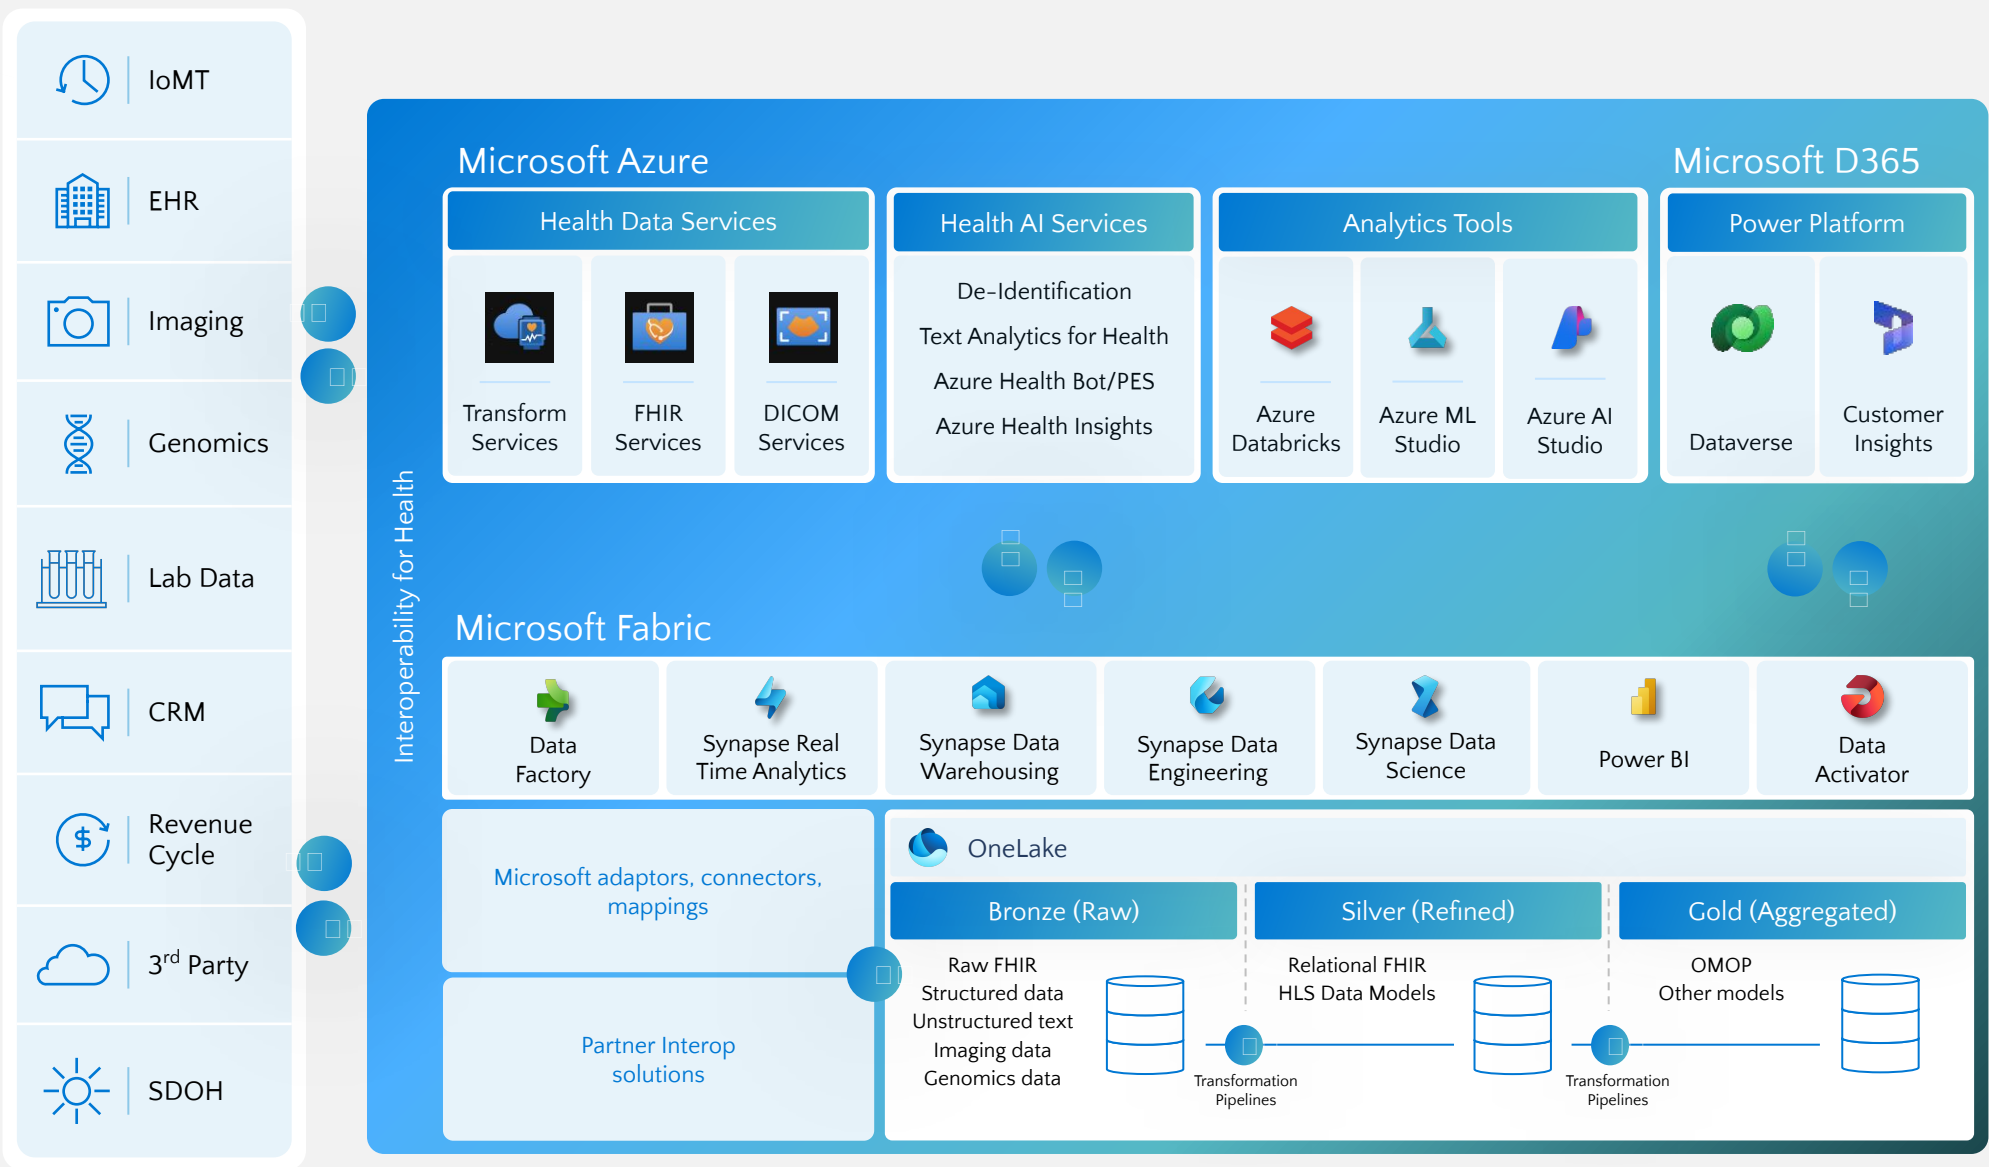 IoMT
EHR
Imaging
Genomics
Lab Data
CRM
Revenue
Cycle
3rd Party
SDOH
Interoperability for Health
Microsoft Azure
Health Data Services
Transform
Services
FHIR
Services
DICOM
Services
Health AI Services
De-Identification
Text Analytics for Health
Azure Health Bot/PES
Azure Health Insights
Analytics Tools
Azure
Databricks
Azure ML
Studio
Azure AI
Studio
Microsoft D365
Power Platform
Dataverse
Customer
Insights
Microsoft Fabric
Data
Factory
Synapse Real
Time Analytics
Synapse Data
Warehousing
Synapse Data
Engineering
Synapse Data
Science
Power BI
Data
Activator
Microsoft adaptors, connectors,
mappings
Partner Interop
solutions
OneLake
Bronze (Raw)
Raw FHIR
Structured data
Unstructured text
Imaging data
Genomics data
Transformation
Pipelines
Silver (Refined)
Relational FHIR
HLS Data Models
Transformation
Pipelines
Gold (Aggregated)
OMOP
Other models